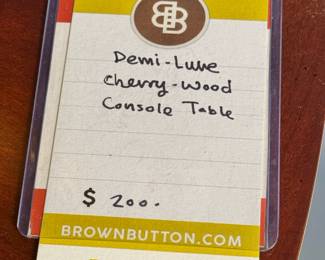 BB
Demi-Lune
Cherry-Wood
Console Table
$ 200.
BROWNBUTTON.COM